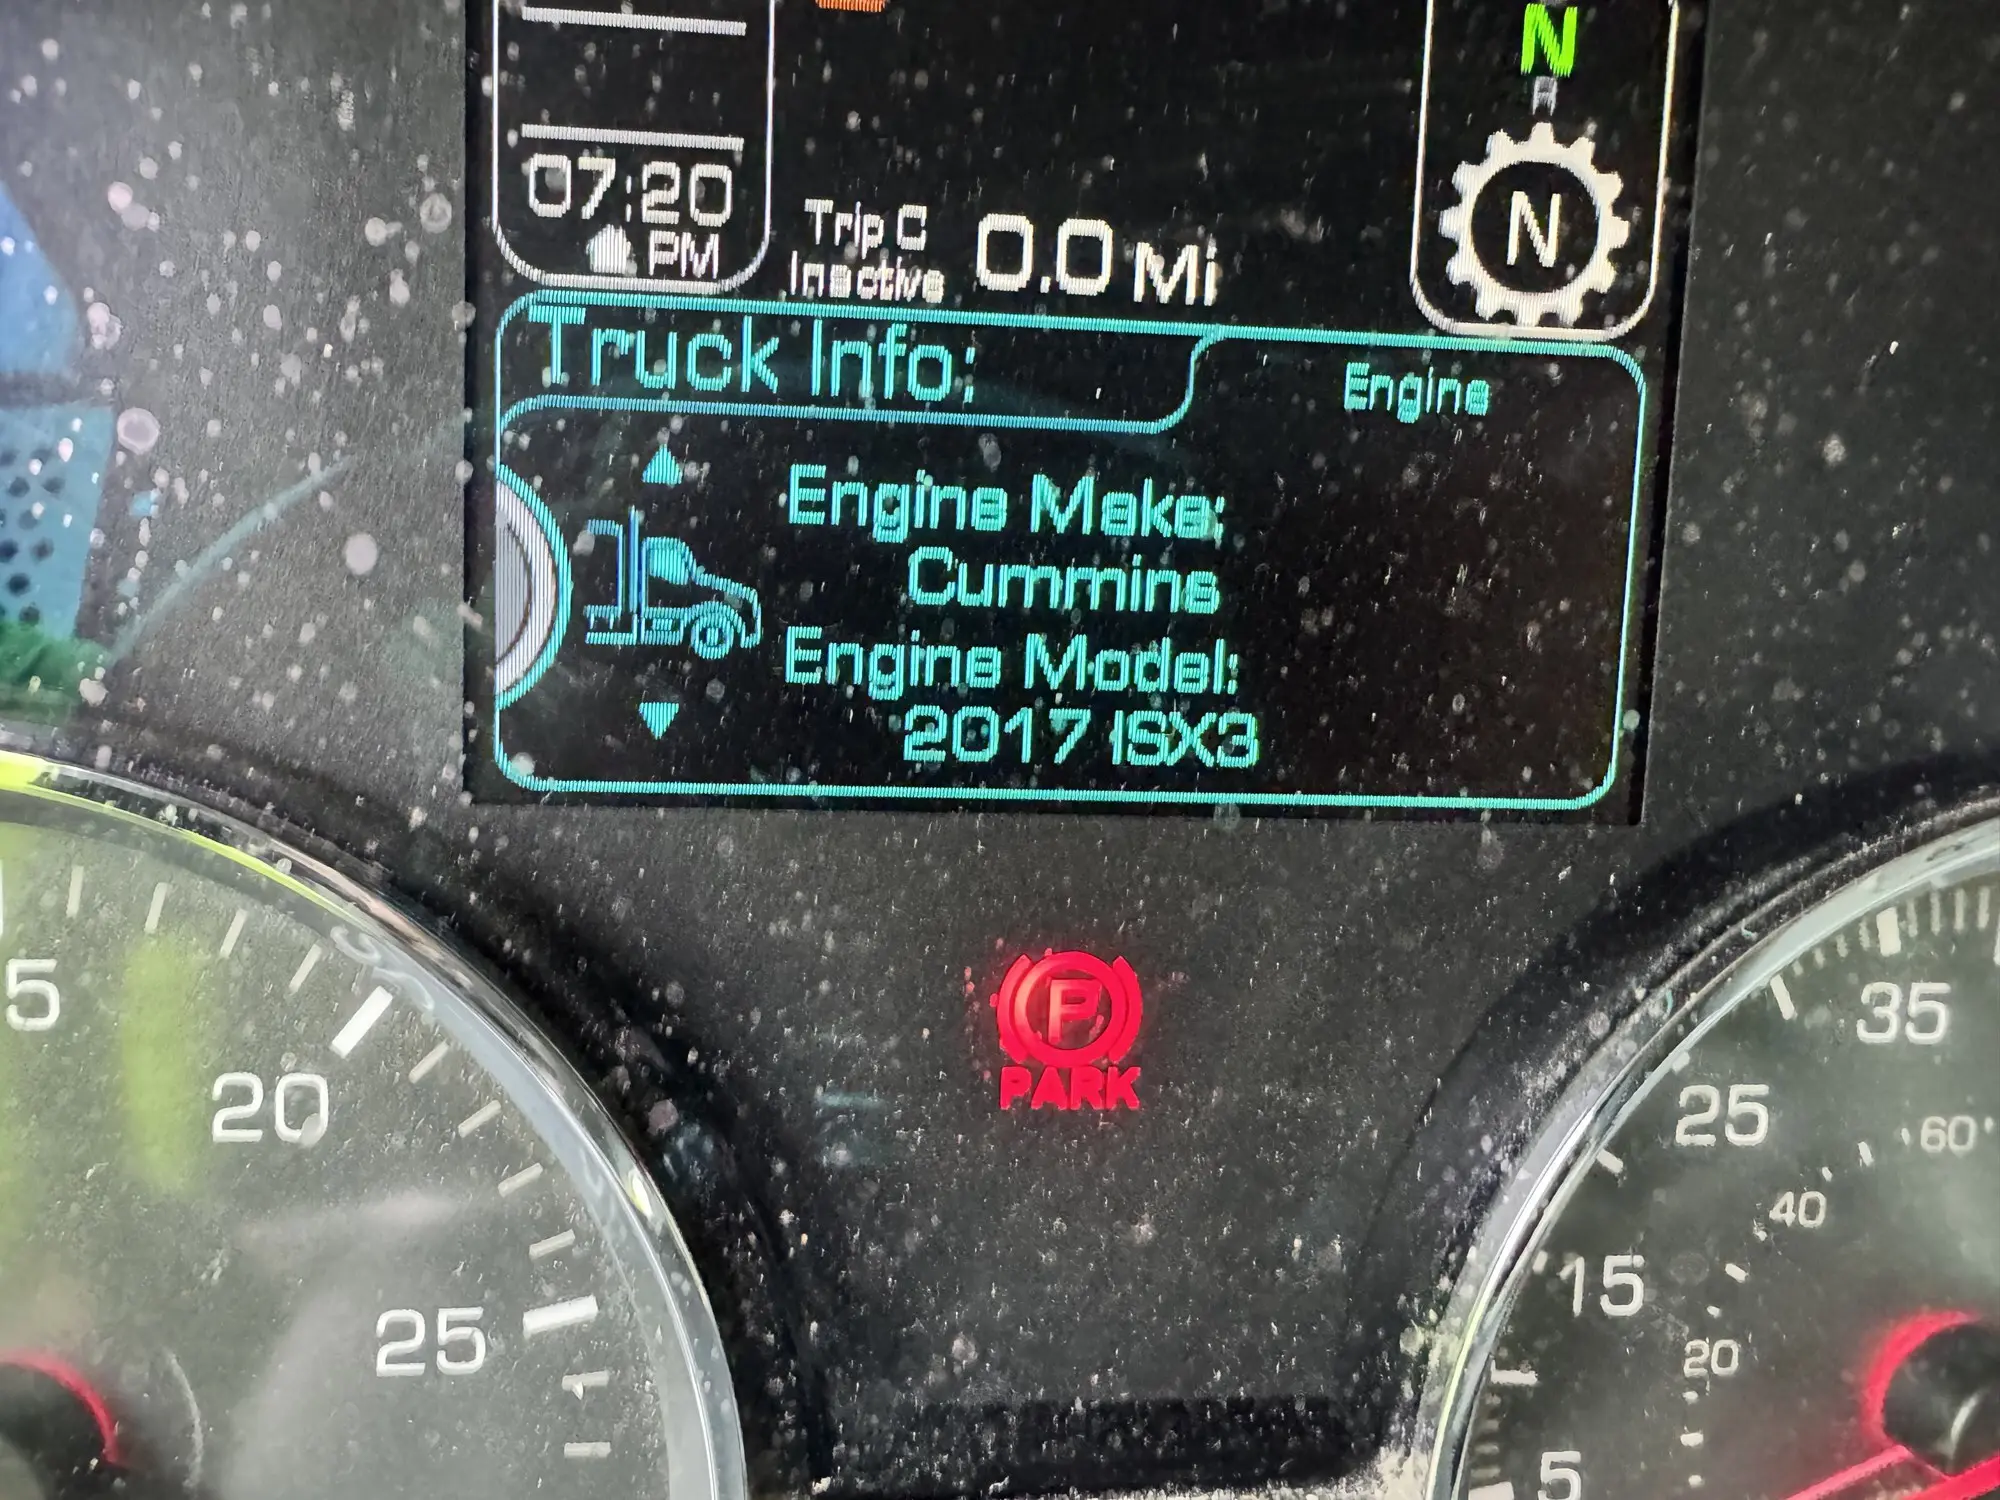 N
A
07:20
PM
Trip C
Inactive
0.0 Mi
N
Truck Info:
Engine
Engine Make:
Cummins
Engine Model:
2017 ISX3
P
PARK
5
20
25
35
25
60
40
15
20
5